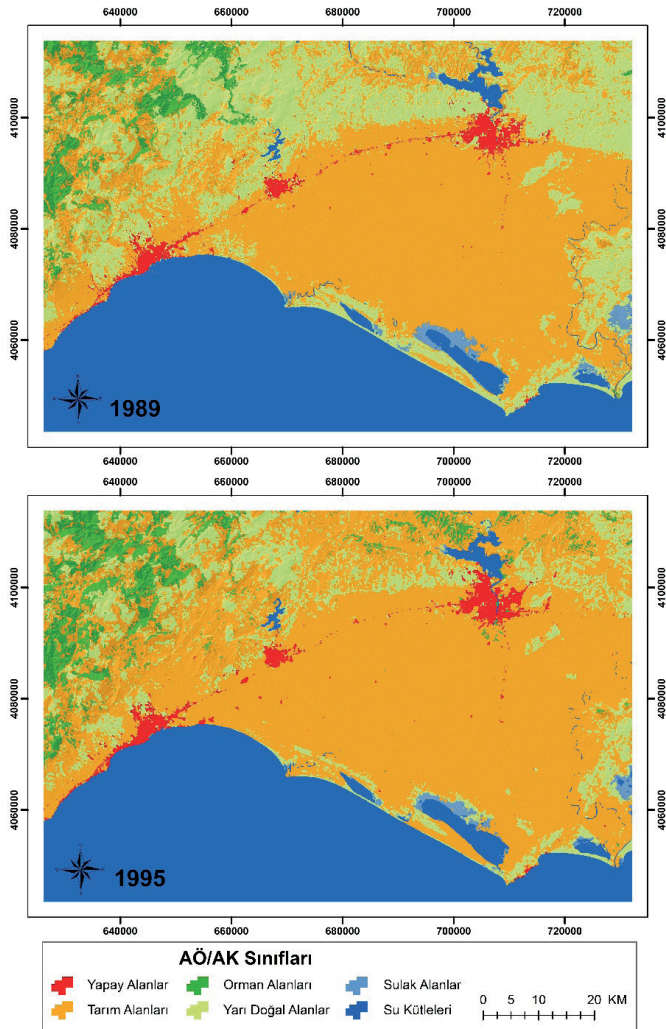 640000 660000 680000 700000 720000
4100000 4100000
4080000 4080000
4060000 4060000
1989
640000 660000 680000 700000 720000
640000 660000 680000 700000 720000
4100000 4100000
4080000 4080000
4060000 4060000
1995
640000 660000 680000 700000 720000
AÖ/AK Sınıfları
Yapay Alanlar Orman Alanları Sulak Alanlar
Tarım Alanları Yarı Doğal Alanlar Su Kütleleri
0 5 10 20 KM